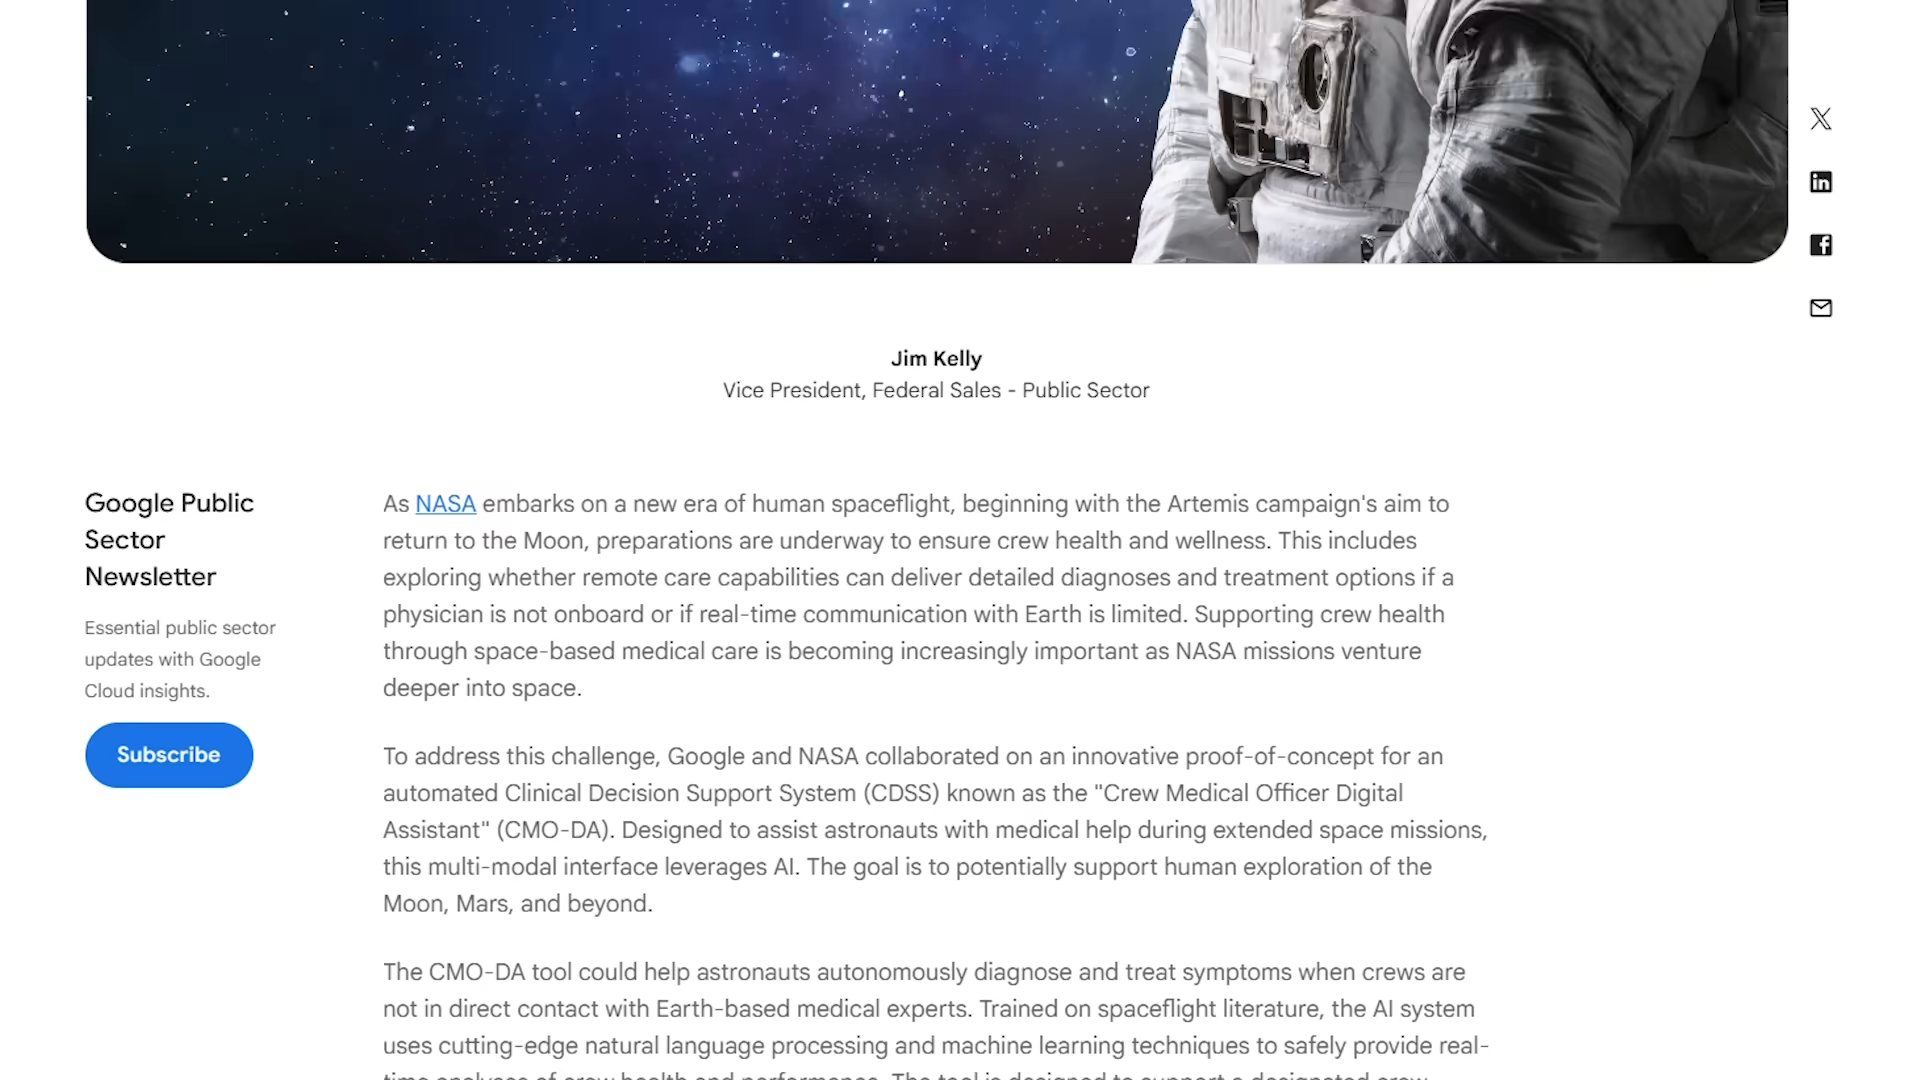 Jim Kelly
Vice President, Federal Sales - Public Sector
Google Public
Sector
Newsletter
Essential public sector
updates with Google
Cloud insights.
Subscribe
As NASA embarks on a new era of human spaceflight, beginning with the Artemis campaign's aim to
return to the Moon, preparations are underway to ensure crew health and wellness. This includes
exploring whether remote care capabilities can deliver detailed diagnoses and treatment options if a
physician is not onboard or if real-time communication with Earth is limited. Supporting crew health
through space-based medical care is becoming increasingly important as NASA missions venture
deeper into space.
To address this challenge, Google and NASA collaborated on an innovative proof-of-concept for an
automated Clinical Decision Support System (CDSS) known as the "Crew Medical Officer Digital
Assistant" (CMO-DA). Designed to assist astronauts with medical help during extended space missions,
this multi-modal interface leverages AI. The goal is to potentially support human exploration of the
Moon, Mars, and beyond.
The CMO-DA tool could help astronauts autonomously diagnose and treat symptoms when crews are
not in direct contact with Earth-based medical experts. Trained on spaceflight literature, the AI system
uses cutting-edge natural language processing and machine learning techniques to safely provide real-
time analyses of crew health and performance. The tool is designed to support a designated crew